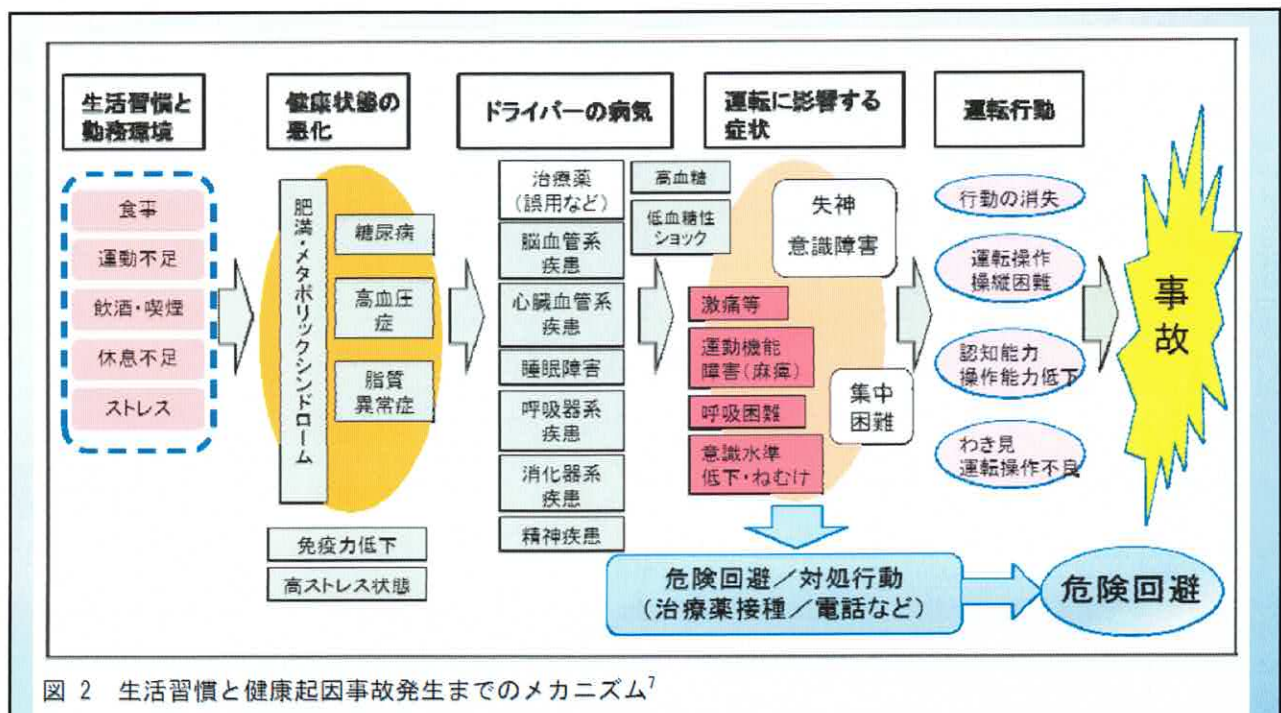 生活習慣と
勤務環境
食事
運動不足
飲酒・喫煙
休息不足
ストレス
健康状態の
悪化
肥満・メタボリックシンドローム
糖尿病
高血圧
症
脂質
異常症
免疫力低下
高ストレス状態
ドライバーの病気
治療薬
(誤用など)
脳血管系
疾患
心臓血管系
疾患
睡眠障害
呼吸器系
疾患
消化器系
疾患
精神疾患
高血糖
低血糖性
ショック
運転に影響する
症状
失神
意識障害
激痛等
運動機能
障害(麻痺)
呼吸困難
意識水準
低下・ねむけ
集中
困難
運転行動
行動の消失
運転操作
操縦困難
認知能力
操作能力低下
わき見
運転操作不良
事故
危険回避/対処行動
(治療薬接種/電話など)
危険回避
図 2 生活習慣と健康起因事故発生までのメカニズム7